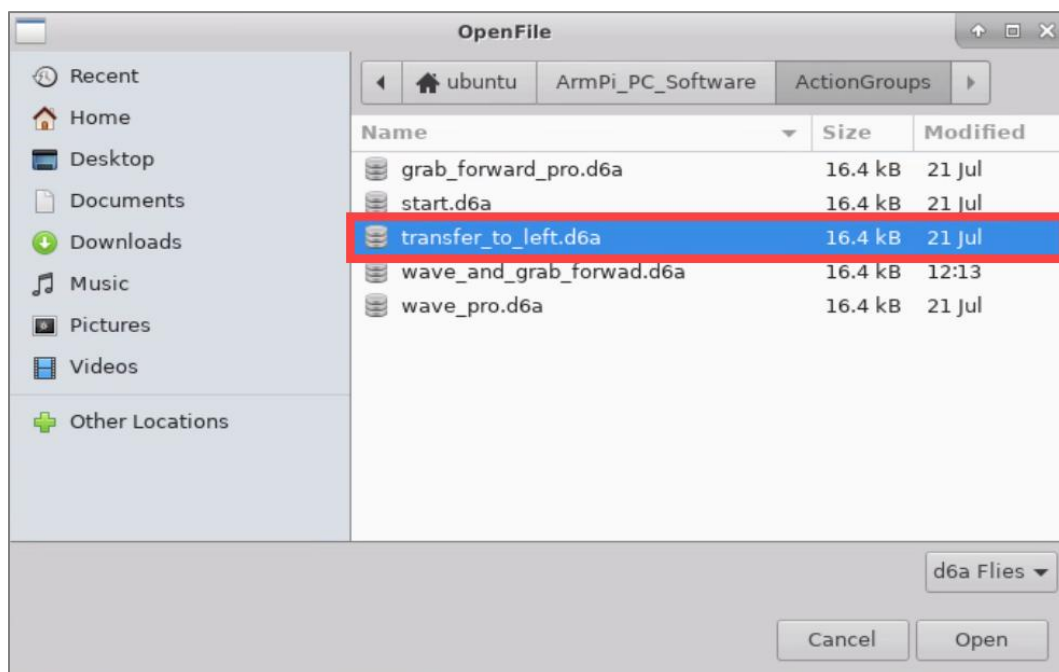 OpenFile
Recent
Home
Desktop
Documents
Downloads
Music
Pictures
Videos
Other Locations
ubuntu ArmPi_PC_Software ActionGroups
Name Size Modified
grab_forward_pro.d6a 16.4 kB 21 Jul
start.d6a 16.4 kB 21 Jul
transfer_to_left.d6a 16.4 kB 21 Jul
wave_and_grab_forwad.d6a 16.4 kB 12:13
wave_pro.d6a 16.4 kB 21 Jul
d6a Flies
Cancel Open